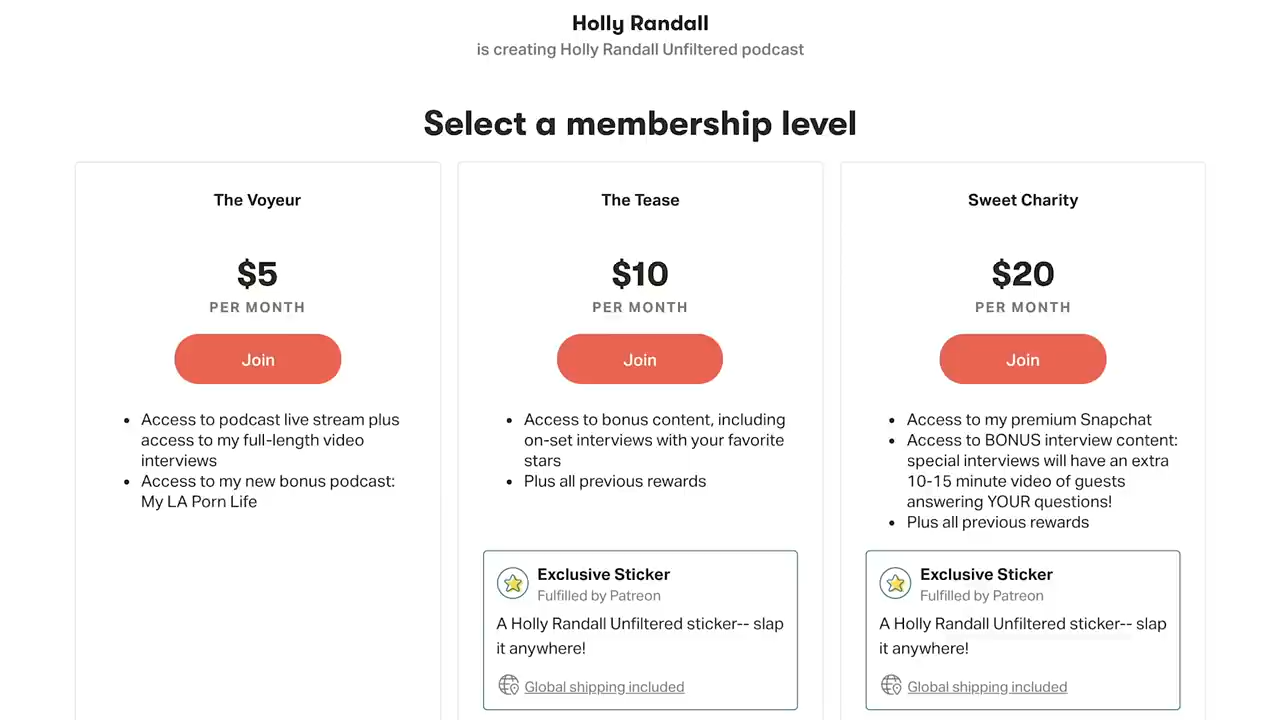 Holly Randall
is creating Holly Randall Unfiltered podcast
Select a membership level
The Voyeur
$5
PER MONTH
Join
• Access to podcast live stream plus
access to my full-length video
interviews
• Access to my new bonus podcast:
My LA Porn Life
The Tease
$10
PER MONTH
Join
• Access to bonus content, including
on-set interviews with your favorite
stars
• Plus all previous rewards
Exclusive Sticker
Fulfilled by Patreon
A Holly Randall Unfiltered sticker-- slap
it anywhere!
Global shipping included
Sweet Charity
$20
PER MONTH
Join
• Access to my premium Snapchat
• Access to BONUS interview content:
special interviews will have an extra
10-15 minute video of guests
answering YOUR questions!
• Plus all previous rewards
Exclusive Sticker
Fulfilled by Patreon
A Holly Randall Unfiltered sticker-- slap
it anywhere!
Global shipping included